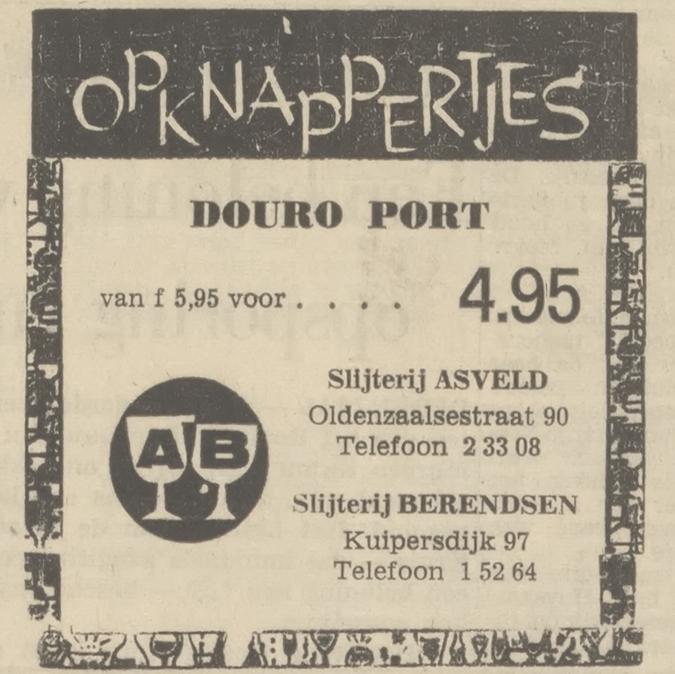 OPKNAPPERTJES
DOURO PORT
van f 5,95 voor . . . . 4.95
Slijterij ASVELD
Oldenzaalsestraat 90
Telefoon 2 33 08
AB
Slijterij BERENDSEN
Kuipersdijk 97
Telefoon 1 52 64